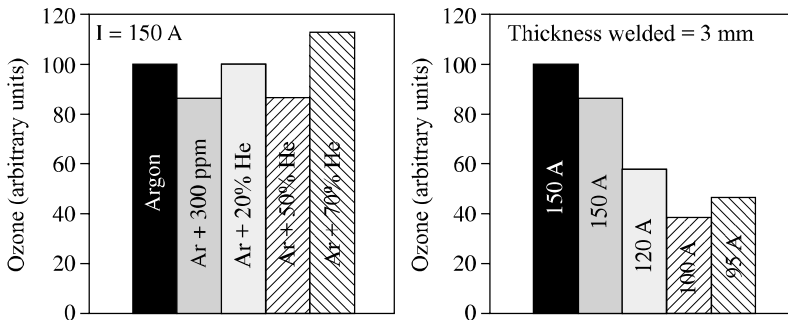 I = 150 A
120
100
80
60
40
20
0
Ozone (arbitrary units)
Argon
Ar + 300 ppm
Ar + 20% He
Ar + 50% He
Ar + 70% He
Thickness welded = 3 mm
120
100
80
60
40
20
0
Ozone (arbitrary units)
150 A
150 A
120 A
100 A
95 A